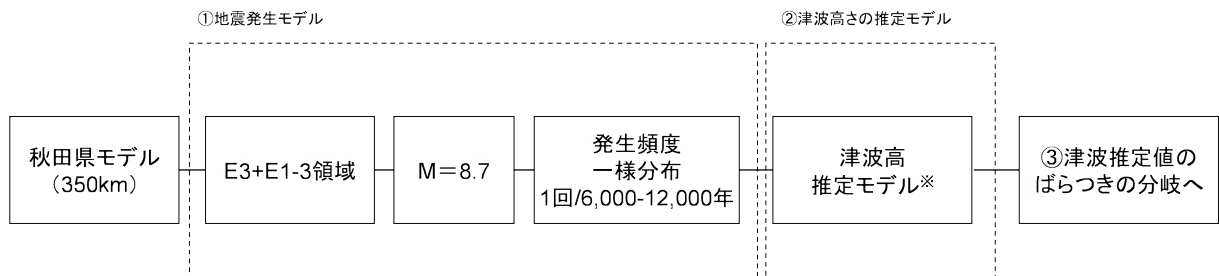 ①地震発生モデル
②津波高さの推定モデル
秋田県モデル
（350km）
E3+E1-3領域
M＝8.7
発生頻度
一様分布
1回/6,000-12,000年
津波高
推定モデル※
③津波推定値の
ばらつきの分岐へ